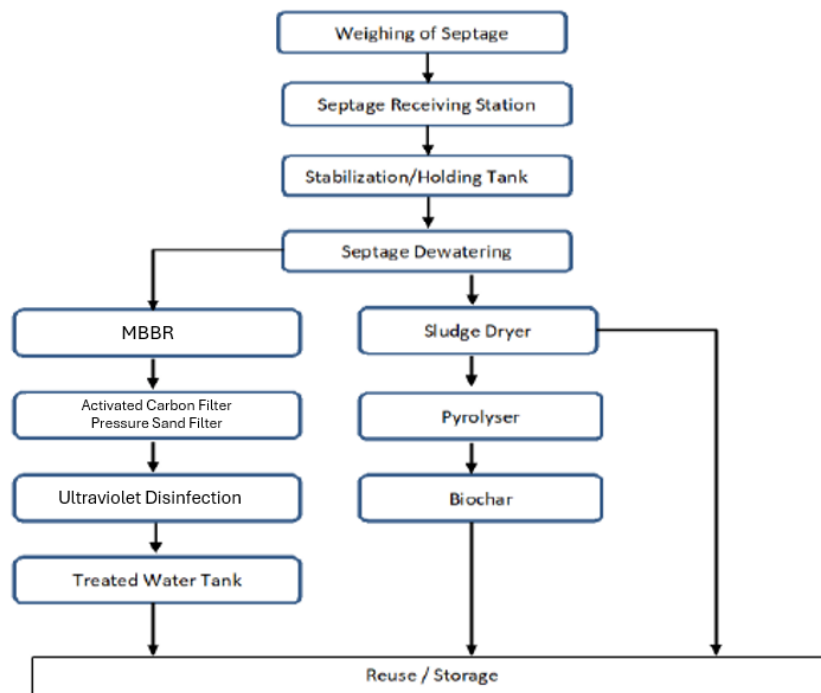 Weighing of Septage
Septage Receiving Station
Stabilization/Holding Tank
Septage Dewatering
MBBR
Sludge Dryer
Activated Carbon Filter
Pressure Sand Filter
Pyrolyser
Ultraviolet Disinfection
Biochar
Treated Water Tank
Reuse / Storage